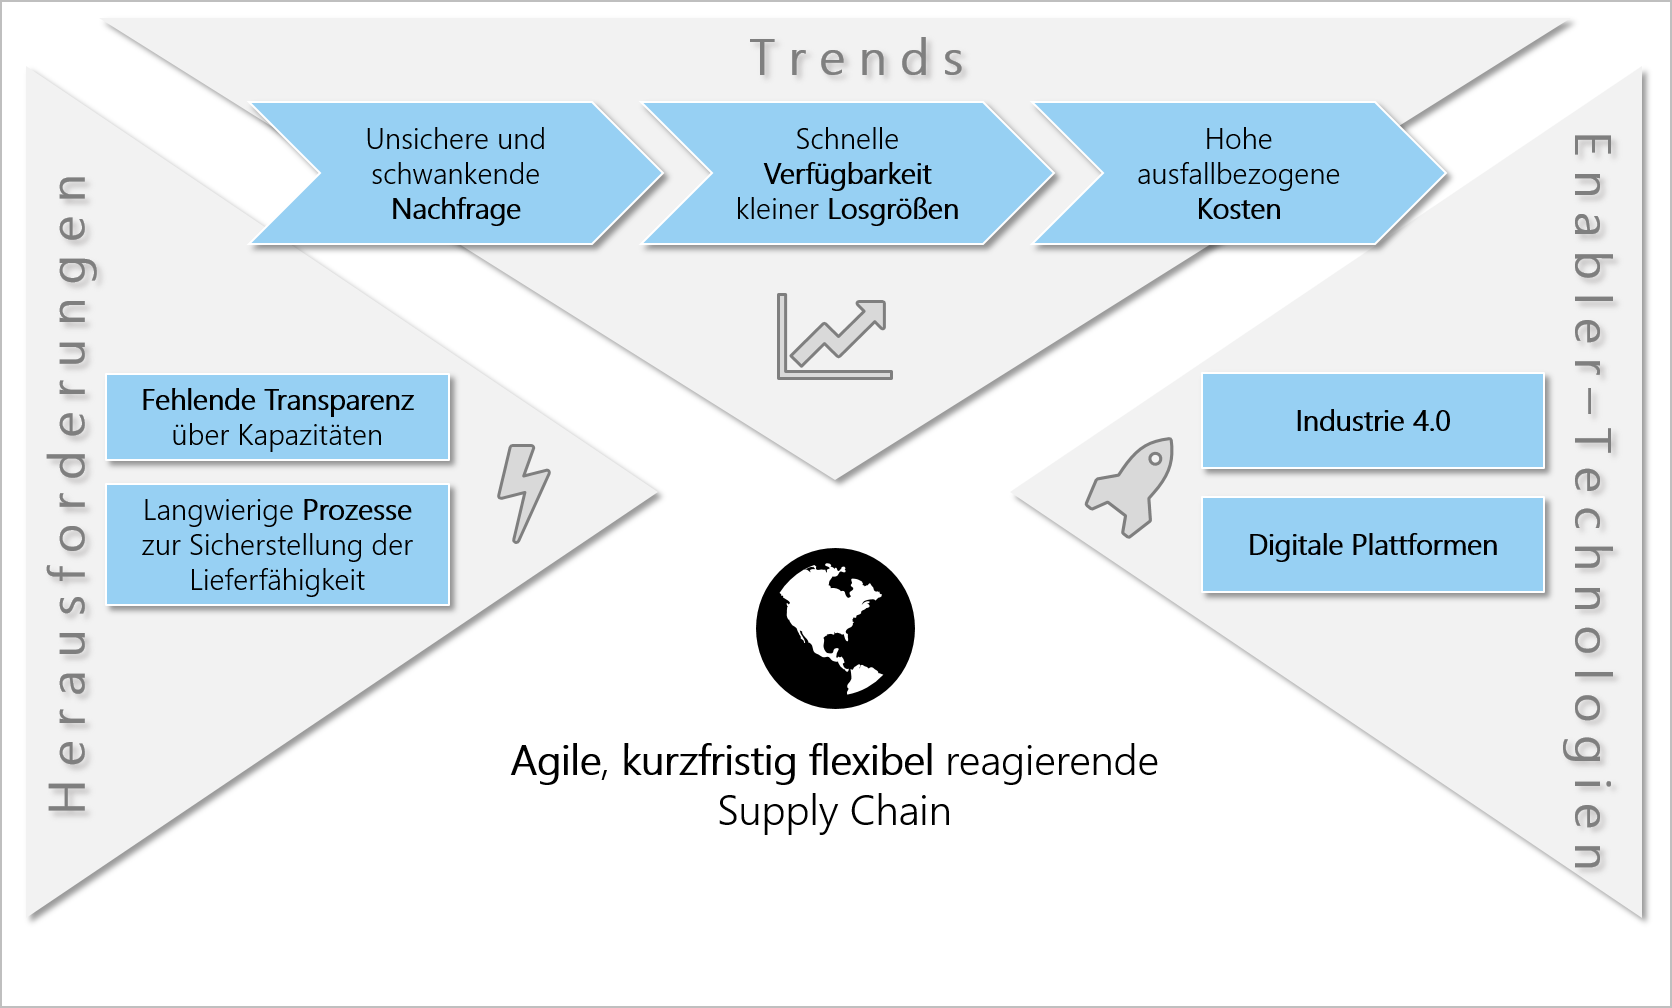 Trends
Unsichere und
schwankende
Nachfrage
Schnelle
Verfügbarkeit
kleiner Losgrößen
Hohe
ausfallbezogene
Kosten
Herausforderungen
Fehlende Transparenz
über Kapazitäten
Langwierige Prozesse
zur Sicherstellung der
Lieferfähigkeit
Enabler–Technologien
Industrie 4.0
Digitale Plattformen
Agile, kurzfristig flexibel reagierende
Supply Chain